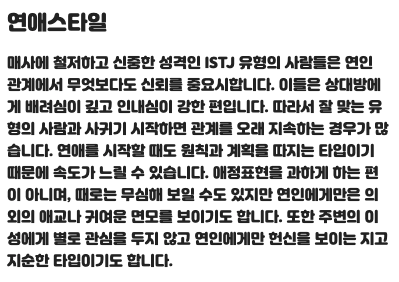 연애스타일
매사에 철저하고 신중한 성격인 ISTJ 유형의 사람들은 연인
관계에서 무엇보다도 신뢰를 중요시합니다. 이들은 상대방에
게 배려심이 깊고 인내심이 강한 편입니다. 따라서 잘 맞는 유
형의 사람과 사귀기 시작하면 관계를 오래 지속하는 경우가 많
습니다. 연애를 시작할 때도 원칙과 계획을 따지는 타입이기
때문에 속도가 느릴 수 있습니다. 애정표현을 과하게 하는 편
이 아니며, 때로는 무심해 보일 수도 있지만 연인에게만은 의
외의 애교나 귀여운 면모를 보이기도 합니다. 또한 주변의 이
성에게 별로 관심을 두지 않고 연인에게만 헌신을 보이는 지고
지순한 타입이기도 합니다.